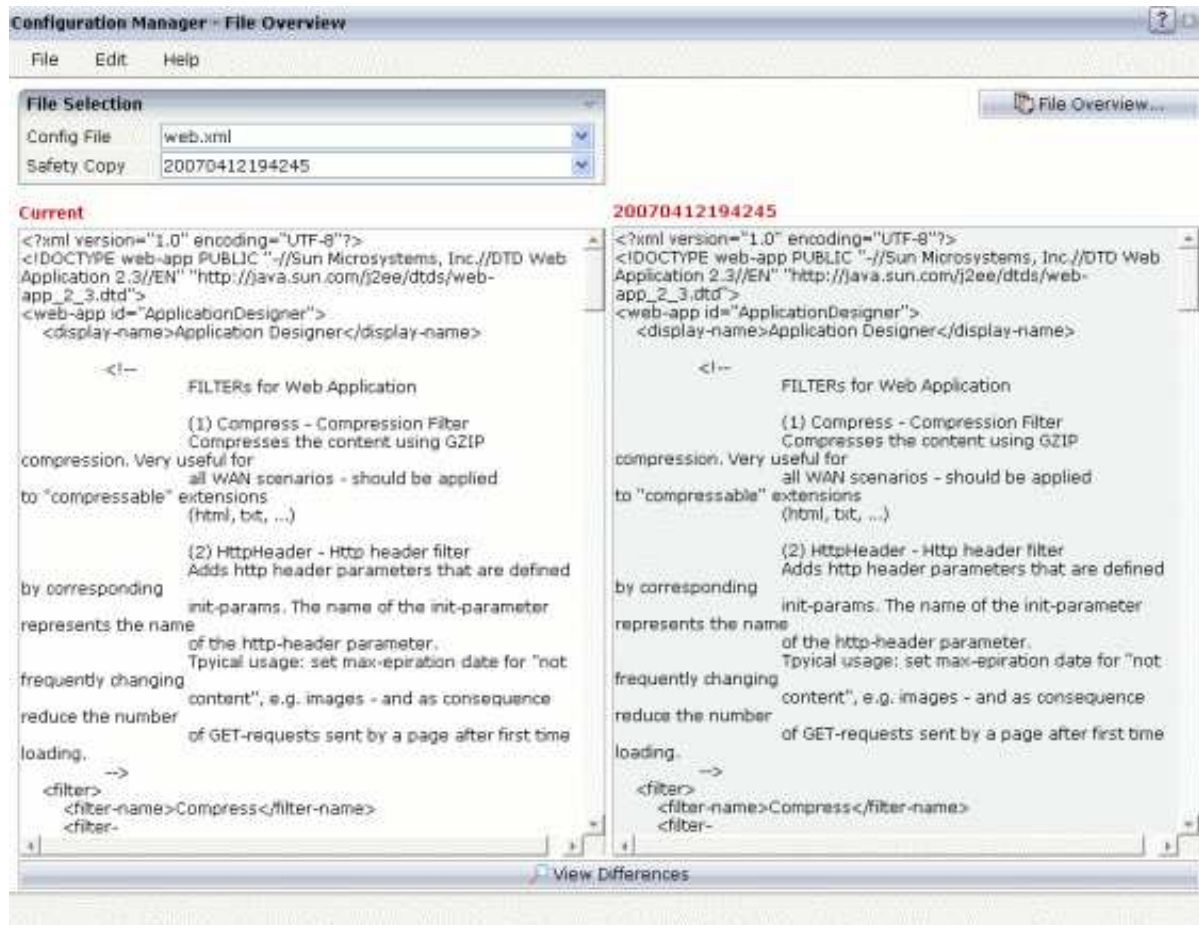 Configuration Manager - File Overview
?
File Edit Help
File Selection
File Overview...
Config File web.xml
Safety Copy 20070412194245
Current
<?xml version="1.0" encoding="UTF-8"?>
<!DOCTYPE web-app PUBLIC "-//Sun Microsystems, Inc.//DTD Web
Application 2.3//EN" "http://java.sun.com/j2ee/dtds/web-
app_2_3.dtd">
<web-app id="ApplicationDesigner">
<display-name>Application Designer</display-name>
<!--
FILTERs for Web Application
(1) Compress - Compression Filter
Compresses the content using GZIP
compression. Very useful for
all WAN scenarios - should be applied
to "compressable" extensions
(html, txt, ...)
(2) HttpHeader - Http header filter
Adds http header parameters that are defined
by corresponding
init-params. The name of the init-parameter
represents the name
of the http-header parameter.
Tpyical usage: set max-epiration date for "not
frequently changing
content", e.g. images - and as consequence
reduce the number
of GET-requests sent by a page after first time
loading.
-->
<filter>
<filter-name>Compress</filter-name>
<filter-
20070412194245
<?xml version="1.0" encoding="UTF-8"?>
<!DOCTYPE web-app PUBLIC "-//Sun Microsystems, Inc.//DTD Web
Application 2.3//EN" "http://java.sun.com/j2ee/dtds/web-
app_2_3.dtd">
<web-app id="ApplicationDesigner">
<display-name>Application Designer</display-name>
<!--
FILTERs for Web Application
(1) Compress - Compression Filter
Compresses the content using GZIP
compression. Very useful for
all WAN scenarios - should be applied
to "compressable" extensions
(html, txt, ...)
(2) HttpHeader - Http header filter
Adds http header parameters that are defined
by corresponding
init-params. The name of the init-parameter
represents the name
of the http-header parameter.
Tpyical usage: set max-epiration date for "not
frequently changing
content", e.g. images - and as consequence
reduce the number
of GET-requests sent by a page after first time
loading.
-->
<filter>
<filter-name>Compress</filter-name>
<filter-
View Differences